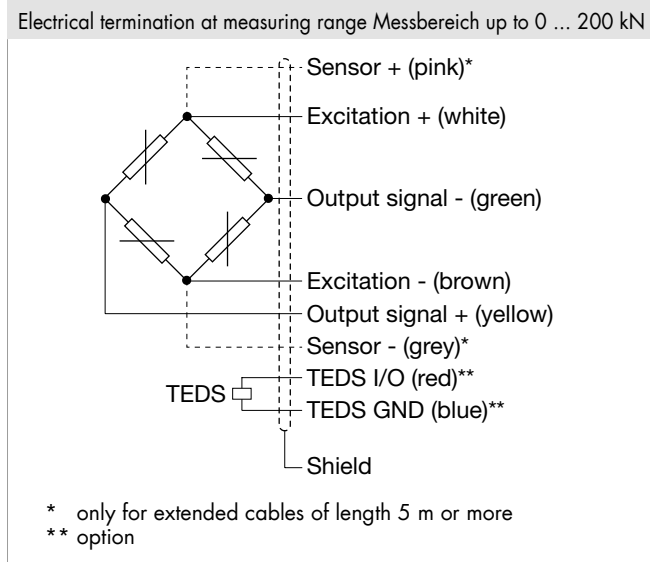 Electrical termination at measuring range Messbereich up to 0 ... 200 kN
Sensor + (pink)*
Excitation + (white)
Output signal - (green)
Excitation - (brown)
Output signal + (yellow)
Sensor - (grey)*
TEDS I/O (red)**
TEDS
TEDS GND (blue)**
Shield
* only for extended cables of length 5 m or more
** option